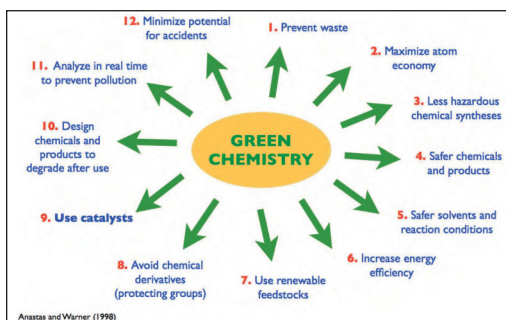 12. Minimize potential
for accidents
1. Prevent waste
11. Analyze in real time
to prevent pollution
2. Maximize atom
economy
3. Less hazardous
chemical syntheses
10. Design
chemicals and
products to
degrade after use
GREEN
CHEMISTRY
4. Safer chemicals
and products
9. Use catalysts
5. Safer solvents and
reaction conditions
8. Avoid chemical
derivatives
(protecting groups)
7. Use renewable
feedstocks
6. Increase energy
efficiency
Anastas and Warner (1998)